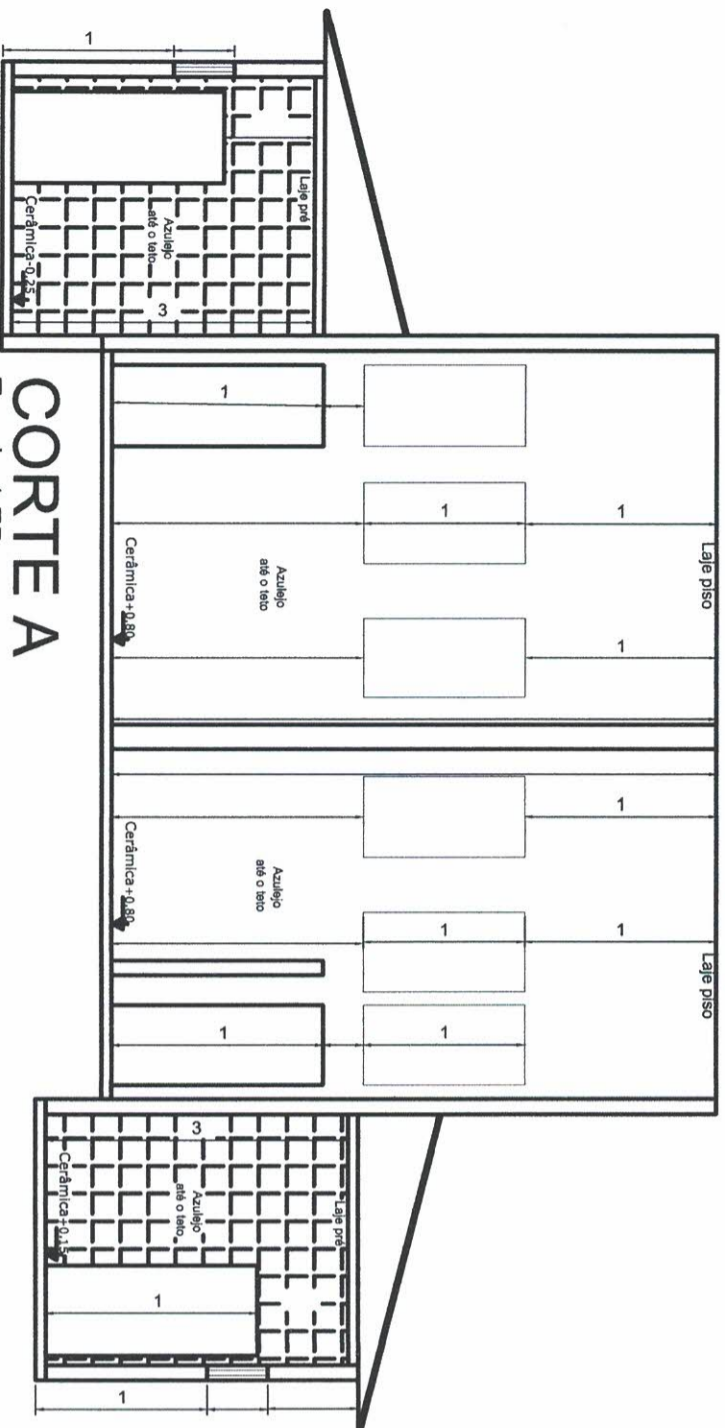 Laje piso
Laje piso
1
1
1
1
1
1
1
1
1
1
Azulejo
até o teto
Azulejo
até o teto
Cerâmica+0,80
Cerâmica+0,80
Laje pré
Azulejo
até o teto
3
Cerâmica-0,25
1
Laje pré
3
Azulejo
até o teto
Cerâmica+0,15
1
1
CORTE A